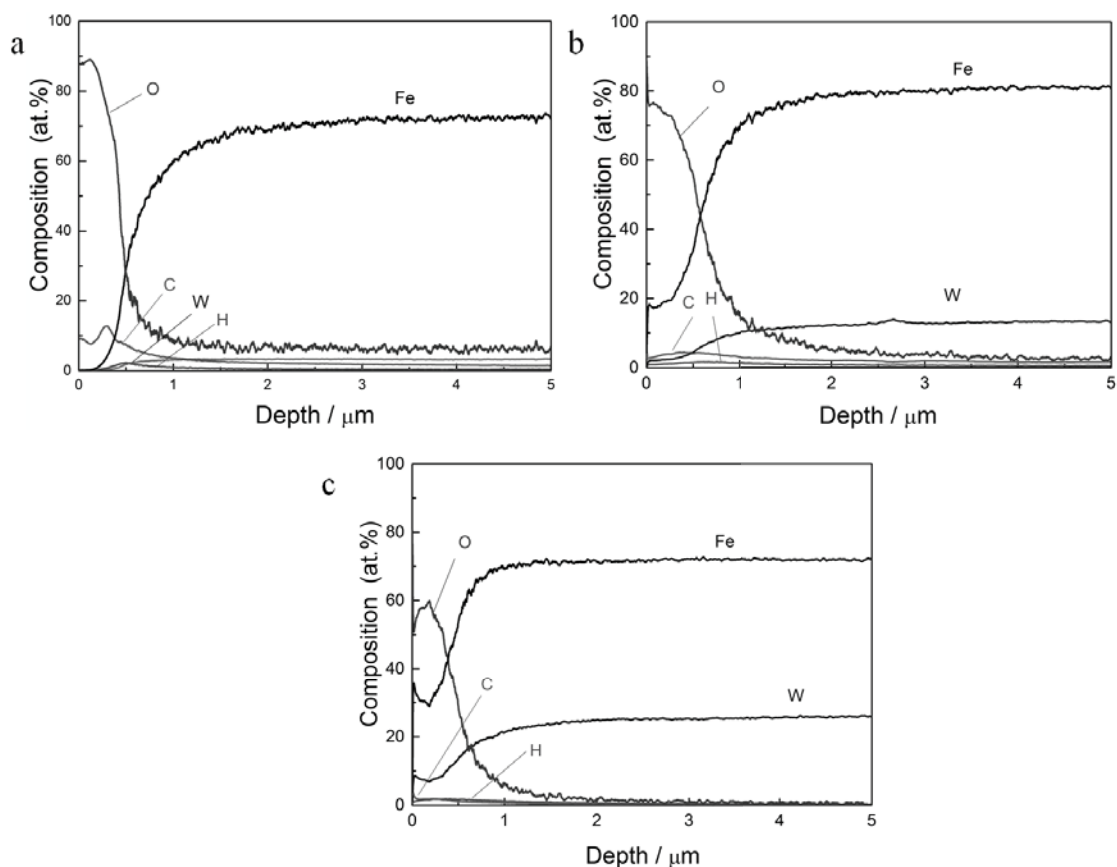 a
100
80
60
40
20
0
Composition (at.%)
O
Fe
C
W
H
0 1 2 3 4 5
Depth / μm
b
100
80
60
40
20
0
Composition (at.%)
O
Fe
C H
W
0 1 2 3 4 5
Depth / μm
c
100
80
60
40
20
0
Composition (at.%)
O
Fe
C
W
H
0 1 2 3 4 5
Depth / μm